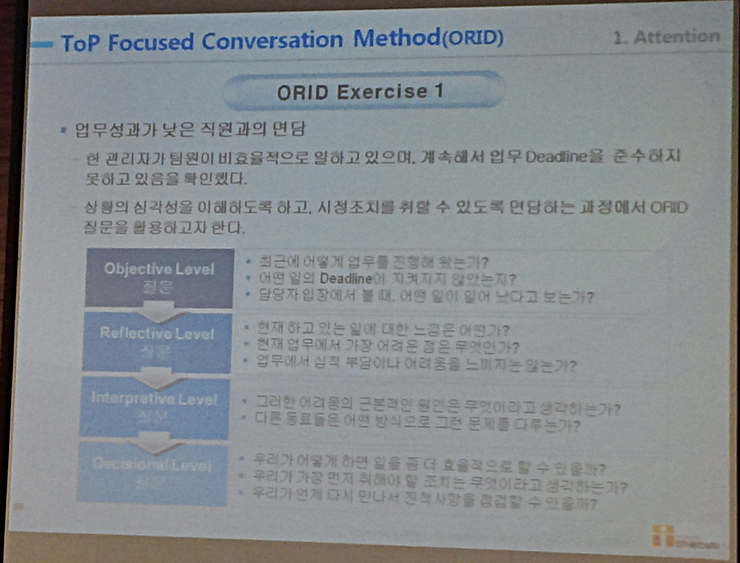 ToP Focused Conversation Method(ORID)
1. Attention
ORID Exercise 1
업무성과가 낮은 직원과의 면담
- 한 관리자가 팀원이 비효율적으로 일하고 있으며, 계속해서 업무 Deadline을 준수하지
못하고 있음을 확인했다.
- 상황의 심각성을 이해하도록 하고, 시정조치를 취할 수 있도록 면담하는 과정에서 ORID
질문을 활용하고자 한다.
Objective Level
질문
• 최근에 어떻게 업무를 진행해 왔는가?
• 어떤 일의 Deadline이 지켜지지 않았는지?
• 담당자 입장에서 볼 때, 어떤 일이 일어 났다고 보는가?
Reflective Level
질문
• 현재 하고 있는 일에 대한 느낌은 어떤가?
• 현재 업무에서 가장 어려운 점은 무엇인가?
• 업무에서 심적 부담이나 어려움을 느끼지는 않는가?
Interpretive Level
질문
• 그러한 어려움의 근본적인 원인은 무엇이라고 생각하는가?
• 다른 동료들은 어떤 방식으로 그런 문제를 다루는가?
Decisional Level
질문
• 우리가 어떻게 하면 일을 좀 더 효율적으로 할 수 있을까?
• 우리가 가장 먼저 취해야 할 조치는 무엇이라고 생각하는가?
• 우리가 언제 다시 만나서 진척사항을 점검할 수 있을까?